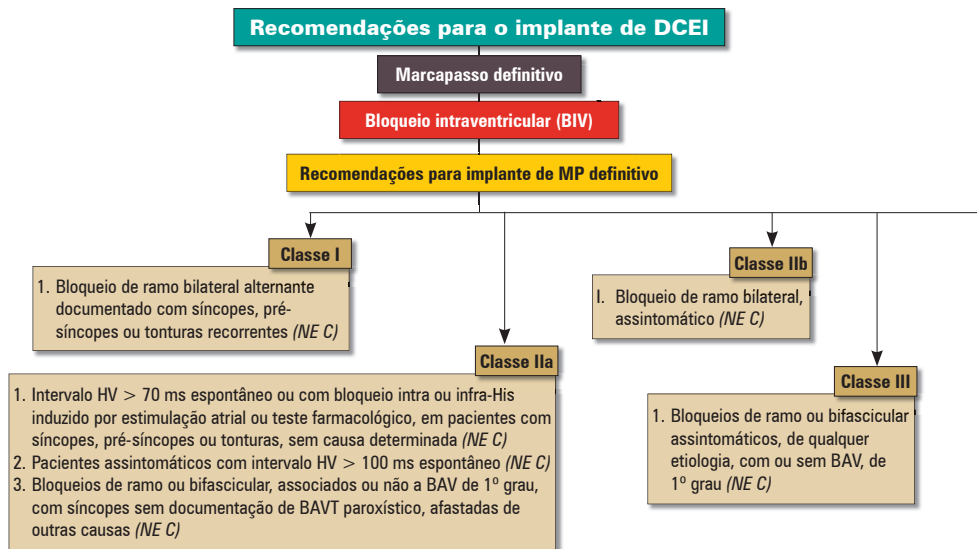 Recomendações para o implante de DCEI
Marcapasso definitivo
Bloqueio intraventricular (BIV)
Recomendações para implante de MP definitivo
Classe I
1. Bloqueio de ramo bilateral alternante
documentado com síncopes, pré-
síncopes ou tonturas recorrentes (NE C)
Classe IIa
1. Intervalo HV > 70 ms espontâneo ou com bloqueio intra ou infra-His
induzido por estimulação atrial ou teste farmacológico, em pacientes com
síncopes, pré-síncopes ou tonturas, sem causa determinada (NE C)
2. Pacientes assintomáticos com intervalo HV > 100 ms espontâneo (NE C)
3. Bloqueios de ramo ou bifascicular, associados ou não a BAV de 1º grau,
com síncopes sem documentação de BAVT paroxístico, afastadas de
outras causas (NE C)
Classe IIb
I. Bloqueio de ramo bilateral,
assintomático (NE C)
Classe III
1. Bloqueios de ramo ou bifascicular
assintomáticos, de qualquer
etiologia, com ou sem BAV, de
1º grau (NE C)